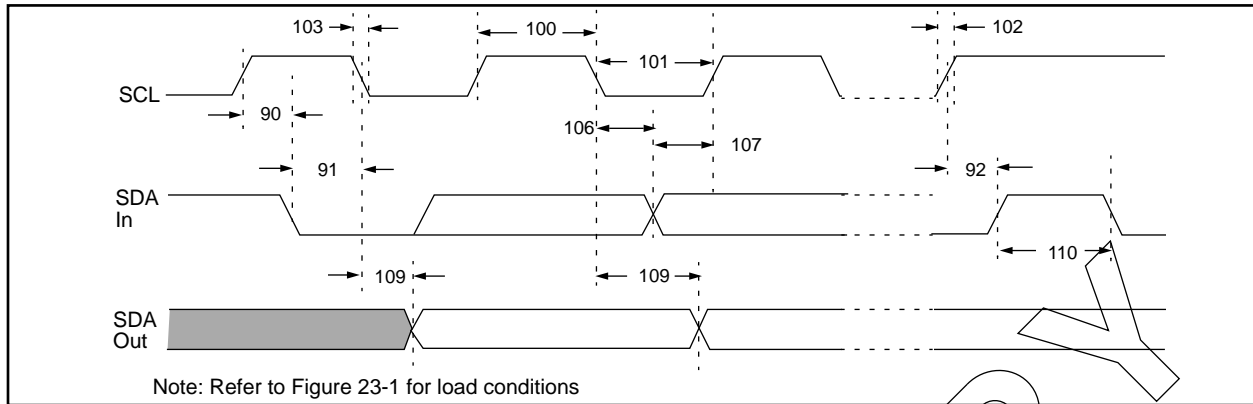 103
100
101
102
SCL
90
106
107
91
92
SDA
In
109
109
110
SDA
Out
Note: Refer to Figure 23-1 for load conditions
Y